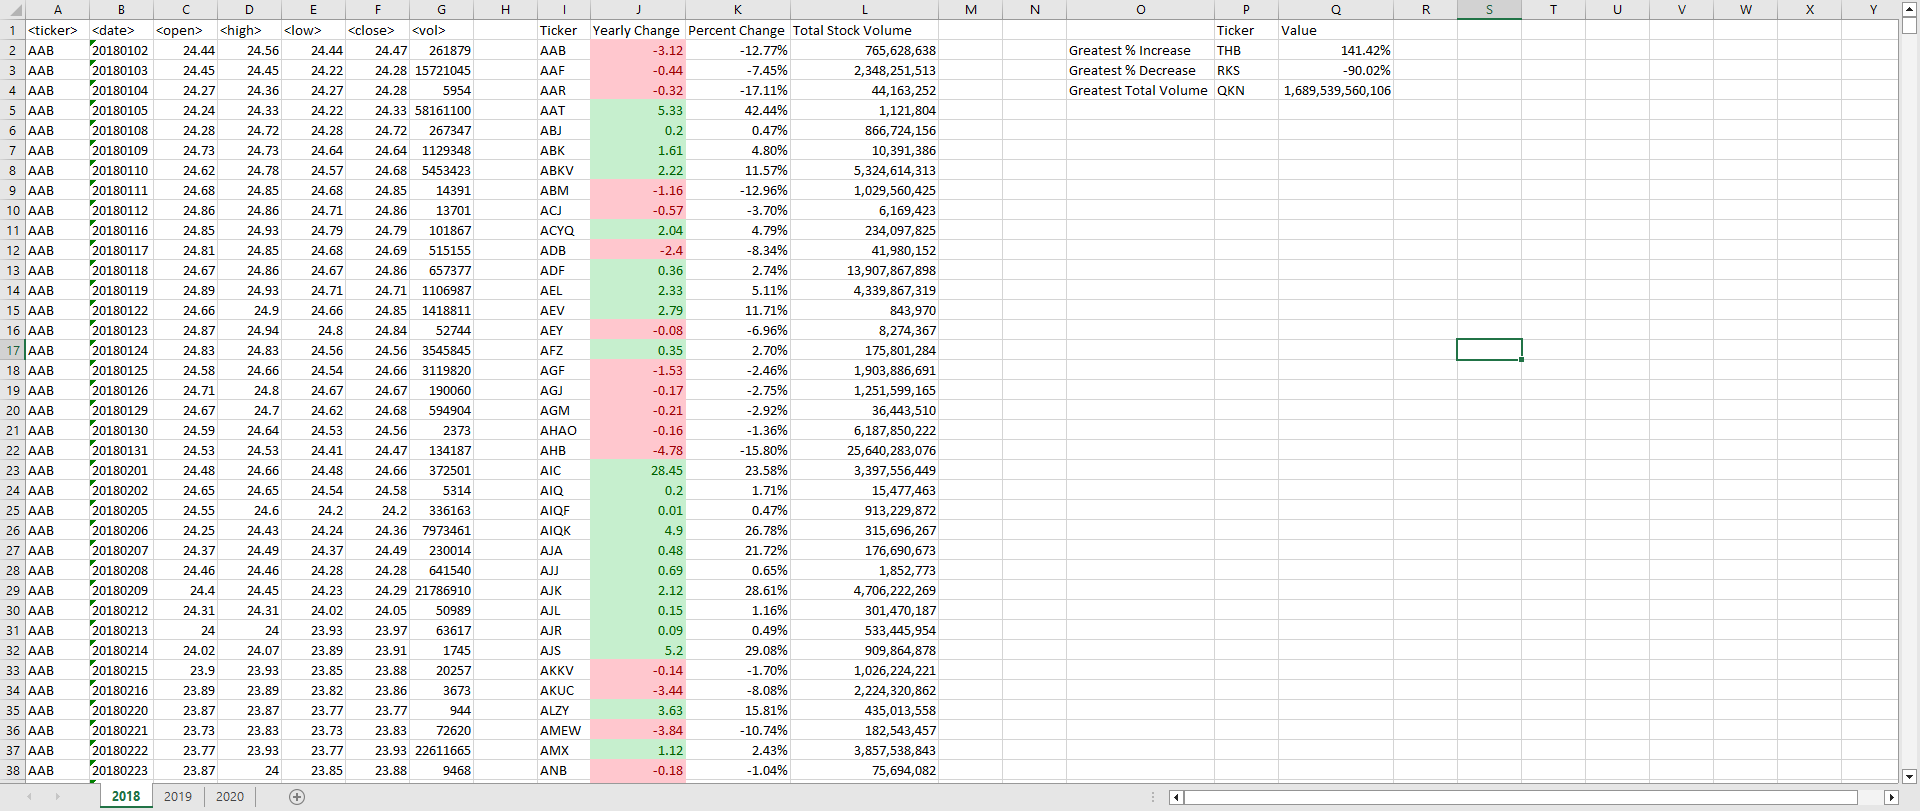 A B C D E F G H I J K L M N O P Q R S T U V W X Y
1 <ticker> <date> <open> <high> <low> <close> <vol> Ticker Yearly Change Percent Change Total Stock Volume Ticker Value
2 AAB 20180102 24.44 24.56 24.44 24.47 261879 AAB -3.12 -12.77% 765,628,638 Greatest % Increase THB 141.42%
3 AAB 20180103 24.45 24.45 24.22 24.28 15721045 AAF -0.44 -7.45% 2,348,251,513 Greatest % Decrease RKS -90.02%
4 AAB 20180104 24.27 24.36 24.27 24.28 5954 AAR -0.32 -17.11% 44,163,252 Greatest Total Volume QKN 1,689,539,560,106
5 AAB 20180105 24.24 24.33 24.22 24.33 58161100 AAT 5.33 42.44% 1,121,804
6 AAB 20180108 24.28 24.72 24.28 24.72 267347 ABJ 0.2 0.47% 866,724,156
7 AAB 20180109 24.73 24.73 24.64 24.64 1129348 ABK 1.61 4.80% 10,391,386
8 AAB 20180110 24.62 24.78 24.57 24.68 5453423 ABKV 2.22 11.57% 5,324,614,313
9 AAB 20180111 24.68 24.85 24.68 24.85 14391 ABM -1.16 -12.96% 1,029,560,425
10 AAB 20180112 24.86 24.86 24.71 24.86 13701 ACJ -0.57 -3.70% 6,169,423
11 AAB 20180116 24.85 24.93 24.79 24.79 101867 ACYQ 2.04 4.79% 234,097,825
12 AAB 20180117 24.81 24.85 24.68 24.69 515155 ADB -2.4 -8.34% 41,980,152
13 AAB 20180118 24.67 24.86 24.67 24.86 657377 ADF 0.36 2.74% 13,907,867,898
14 AAB 20180119 24.89 24.93 24.71 24.71 1106987 AEL 2.33 5.11% 4,339,867,319
15 AAB 20180122 24.66 24.9 24.66 24.85 1418811 AEV 2.79 11.71% 843,970
16 AAB 20180123 24.87 24.94 24.8 24.84 52744 AEY -0.08 -6.96% 8,274,367
17 AAB 20180124 24.83 24.83 24.56 24.56 3545845 AFZ 0.35 2.70% 175,801,284
18 AAB 20180125 24.58 24.66 24.54 24.66 3119820 AGF -1.53 -2.46% 1,903,886,691
19 AAB 20180126 24.71 24.8 24.67 24.67 190060 AGJ -0.17 -2.75% 1,251,599,165
20 AAB 20180129 24.67 24.7 24.62 24.68 594904 AGM -0.21 -2.92% 36,443,510
21 AAB 20180130 24.59 24.64 24.53 24.56 2373 AHAO -0.16 -1.36% 6,187,850,222
22 AAB 20180131 24.53 24.53 24.41 24.47 134187 AHB -4.78 -15.80% 25,640,283,076
23 AAB 20180201 24.48 24.66 24.48 24.66 372501 AIC 28.45 23.58% 3,397,556,449
24 AAB 20180202 24.65 24.65 24.54 24.58 5314 AIQ 0.2 1.71% 15,477,463
25 AAB 20180205 24.55 24.6 24.2 24.2 336163 AIQF 0.01 0.47% 913,229,872
26 AAB 20180206 24.25 24.43 24.24 24.36 7973461 AIQK 4.9 26.78% 315,696,267
27 AAB 20180207 24.37 24.49 24.37 24.49 230014 AJA 0.48 21.72% 176,690,673
28 AAB 20180208 24.46 24.46 24.28 24.28 641540 AJJ 0.69 0.65% 1,852,773
29 AAB 20180209 24.4 24.45 24.23 24.29 21786910 AJK 2.12 28.61% 4,706,222,269
30 AAB 20180212 24.31 24.31 24.02 24.05 50989 AJL 0.15 1.16% 301,470,187
31 AAB 20180213 24 24 23.93 23.97 63617 AJR 0.09 0.49% 533,445,954
32 AAB 20180214 24.02 24.07 23.89 23.91 1745 AJS 5.2 29.08% 909,864,878
33 AAB 20180215 23.9 23.93 23.85 23.88 20257 AKKV -0.14 -1.70% 1,026,224,221
34 AAB 20180216 23.89 23.89 23.82 23.86 3673 AKUC -3.44 -8.08% 2,224,320,862
35 AAB 20180220 23.87 23.87 23.77 23.77 944 ALZY 3.63 15.81% 435,013,558
36 AAB 20180221 23.73 23.83 23.73 23.83 72620 AMEW -3.84 -10.74% 182,543,457
37 AAB 20180222 23.77 23.93 23.77 23.93 22611665 AMX 1.12 2.43% 3,857,538,843
38 AAB 20180223 23.87 24 23.85 23.88 9468 ANB -0.18 -1.04% 75,694,082
2018 2019 2020